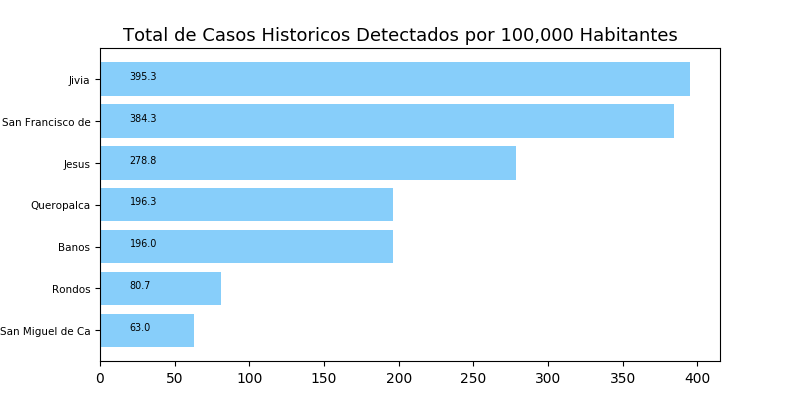 Total de Casos Historicos Detectados por 100,000 Habitantes
Jivia 395.3
San Francisco de 384.3
Jesus 278.8
Queropalca 196.3
Banos 196.0
Rondos 80.7
San Miguel de Ca 63.0
0 50 100 150 200 250 300 350 400